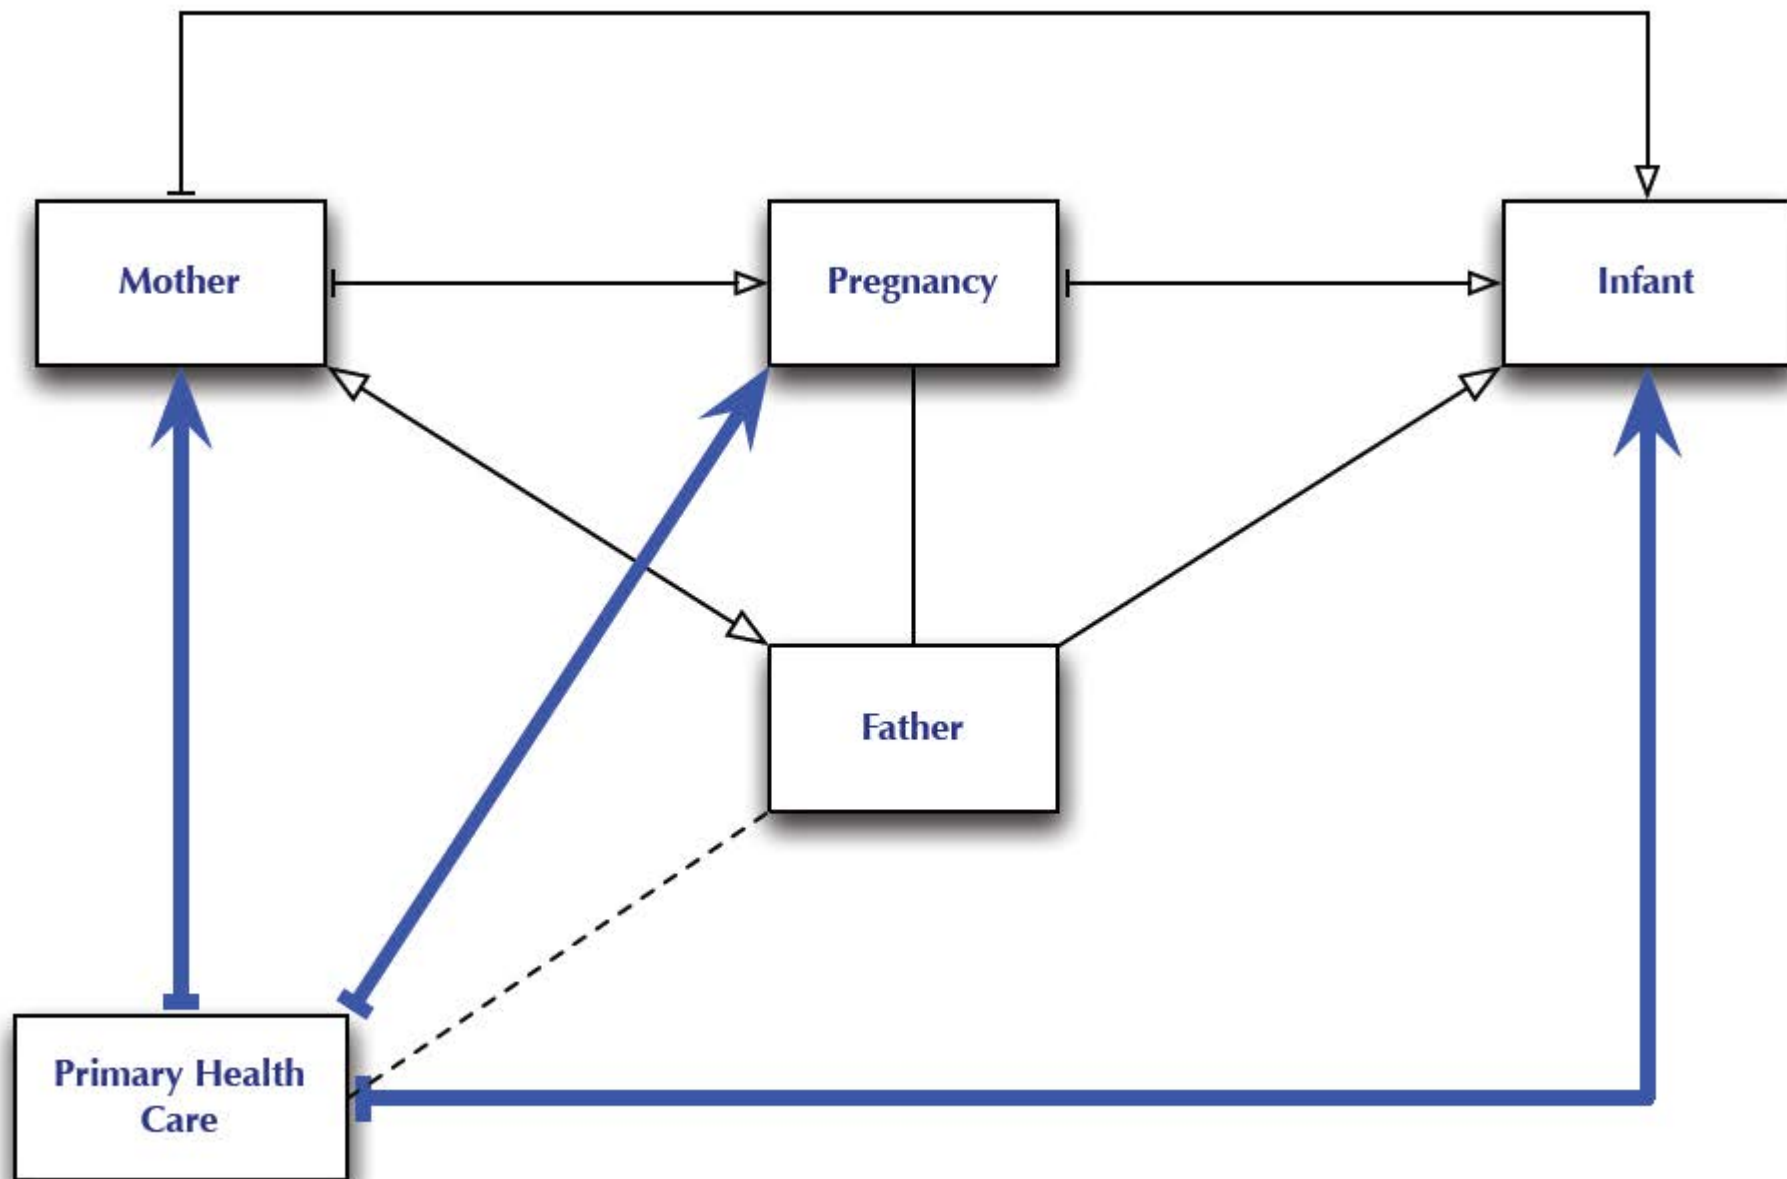 Mother
Pregnancy
Infant
Father
Primary Health
Care